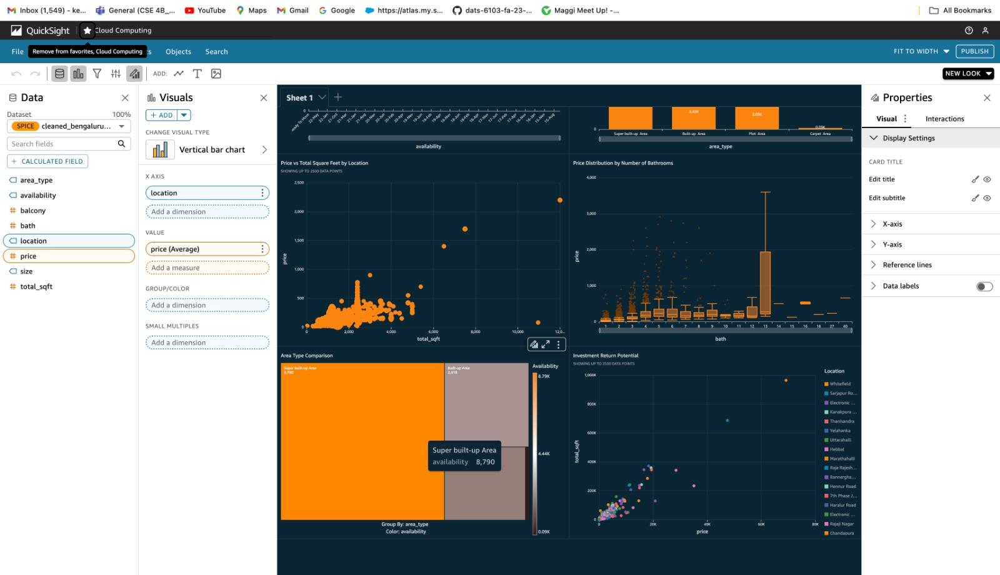 Inbox (1,549) - ke...
General (CSE 4B_...
YouTube
Maps
Gmail
Google
https://atlas.my.s...
dats-6103-fa-23-...
Maggi Meet Up! -...
All Bookmarks
QuickSight
Cloud Computing
File
Remove from favorites, Cloud Computing
Objects
Search
FIT TO WIDTH
PUBLISH
ADD:
NEW LOOK
Data
Dataset
100%
SPICE cleaned_bengaluru...
Search fields
+ CALCULATED FIELD
area_type
availability
balcony
bath
location
price
size
total_sqft
Visuals
+ ADD
CHANGE VISUAL TYPE
Vertical bar chart
X AXIS
location
Add a dimension
VALUE
price (Average)
Add a measure
GROUP/COLOR
Add a dimension
SMALL MULTIPLES
Add a dimension
Sheet 1
0
availability
2.43K
2.03K
0.09K
0
Super built-up Area
Built-up Area
Plot Area
Carpet Area
area_type
Price vs Total Square Feet by Location
SHOWING UP TO 2500 DATA POINTS
2,500
2,000
1,500
1,000
500
0
price
0
2,000
4,000
6,000
8,000
10,000
12,0...
total_sqft
Price Distribution by Number of Bathrooms
4,000
3,000
2,000
1,000
0
price
1 2 3 4 5 6 7 8 9 10 11 12 13 14 15 16 18 27 40
bath
Area Type Comparison
Super built-up Area
8,790
Built-up Area
2,418
Super built-up Area
availability 8,790
Availability
8.79K
4.44K
0.09K
Group By: area_type
Color: availability
Investment Return Potential
SHOWING UP TO 2500 DATA POINTS
1,000K
800K
600K
400K
200K
0
total_sqft
0
20K
40K
60K
80K
price
Location
Whitefield
Sarjapur Ro...
Electronic ...
Kanakpura ...
Thanisandra
Yelahanka
Uttarahalli
Hebbal
Marathahalli
Raja Rajesh...
Bannergha...
Hennur Road
7th Phase J...
Haralur Road
Electronic ...
Rajaji Nagar
Chandapura
Properties
Visual
Interactions
Display Settings
CARD TITLE
Edit title
Edit subtitle
X-axis
Y-axis
Reference lines
Data labels